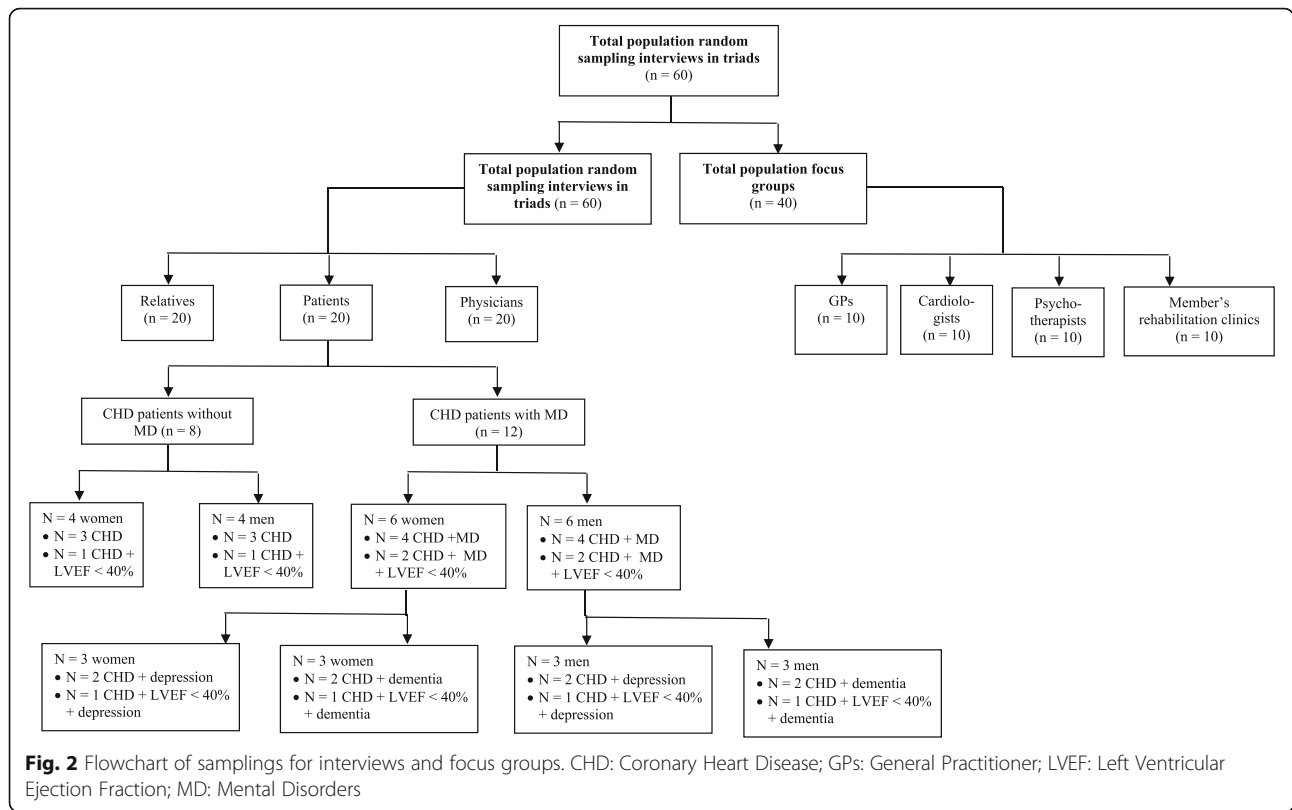 Total population random
sampling interviews in triads
(n = 60)
Total population random
sampling interviews in
triads (n = 60)
Total population focus
groups
(n = 40)
Relatives
(n = 20)
Patients
(n = 20)
Physicians
(n = 20)
GPs
(n = 10)
Cardiolo-
gists
(n = 10)
Psycho-
therapists
(n = 10)
Member's
rehabilitation clinics
(n = 10)
CHD patients without
MD (n = 8)
CHD patients with MD
(n = 12)
N = 4 women
• N = 3 CHD
• N = 1 CHD +
LVEF < 40%
N = 4 men
• N = 3 CHD
• N = 1 CHD +
LVEF < 40%
N = 6 women
• N = 4 CHD +MD
• N = 2 CHD + MD
+ LVEF < 40%
N = 6 men
• N = 4 CHD + MD
• N = 2 CHD + MD
+ LVEF < 40%
N = 3 women
• N = 2 CHD + depression
• N = 1 CHD + LVEF < 40%
+ depression
N = 3 women
• N = 2 CHD + dementia
• N = 1 CHD + LVEF < 40%
+ dementia
N = 3 men
• N = 2 CHD + depression
• N = 1 CHD + LVEF < 40%
+ depression
N = 3 men
• N = 2 CHD + dementia
• N = 1 CHD + LVEF < 40%
+ dementia
Fig. 2 Flowchart of samplings for interviews and focus groups. CHD: Coronary Heart Disease; GPs: General Practitioner; LVEF: Left Ventricular
Ejection Fraction; MD: Mental Disorders